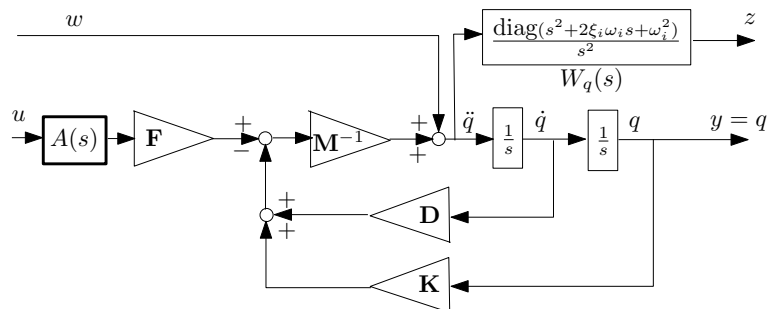 w
diag(s²+2ξᵢωᵢs+ωᵢ²)
s²
z
W_q(s)
u
A(s)
F
+
−
M⁻¹
+
+
q̈
1
s
q̇
1
s
q
y = q
+
+
D
K